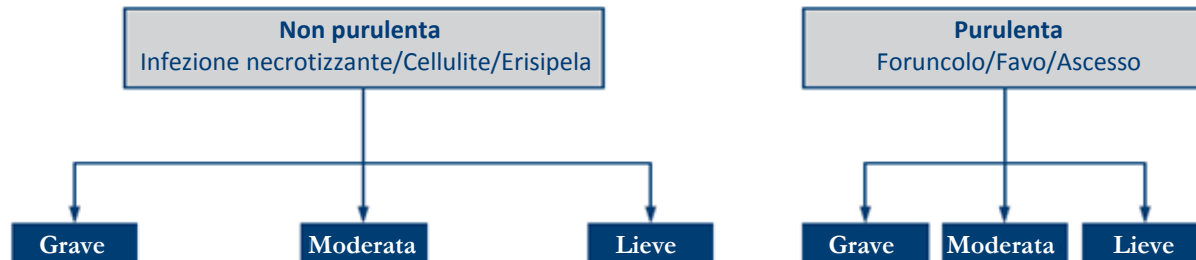 Non purulenta
Infezione necrotizzante/Cellulite/Erisipela
Purulenta
Foruncolo/Favo/Ascesso
Grave
Moderata
Lieve
Grave
Moderata
Lieve